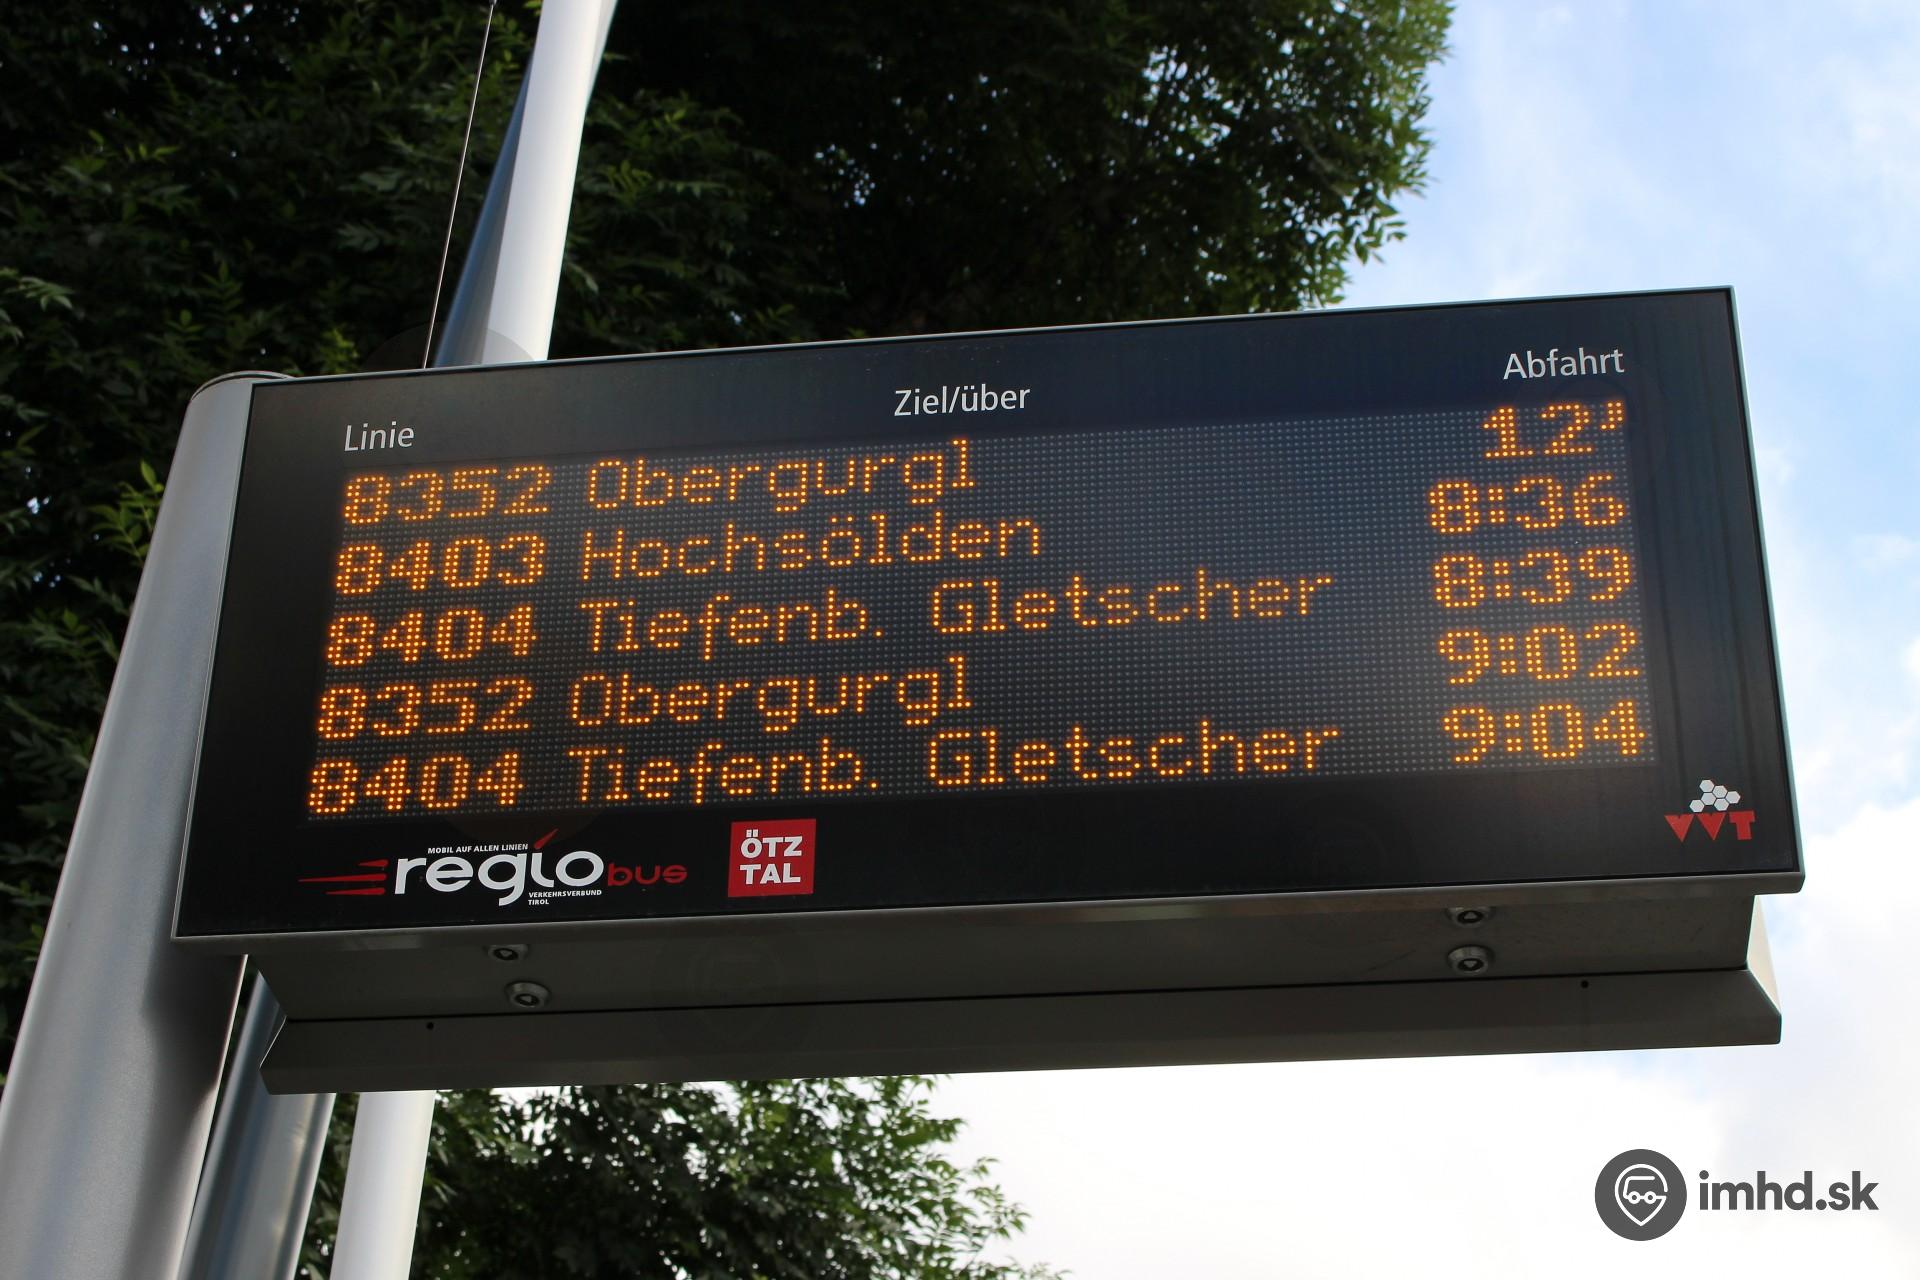 Linie Ziel/über Abfahrt
8352 Obergurgl 12'
8403 Hochsölden 8:36
8404 Tiefenb. Gletscher 8:39
8352 Obergurgl 9:02
8404 Tiefenb. Gletscher 9:04
MOBIL AUF ALLEN LINIEN
regiobus
VERKEHRSVERBUND
TIROL
ÖTZ
TAL
VVT
imhd.sk